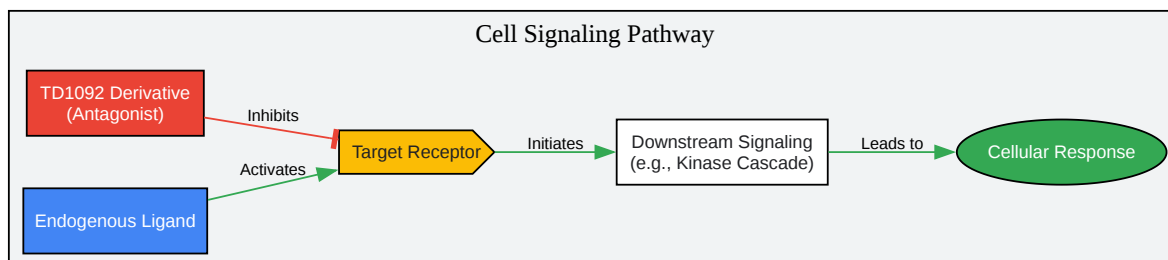 Cell Signaling Pathway
TD1092 Derivative
(Antagonist)
Inhibits
Target Receptor
Initiates
Downstream Signaling
(e.g., Kinase Cascade)
Leads to
Cellular Response
Activates
Endogenous Ligand